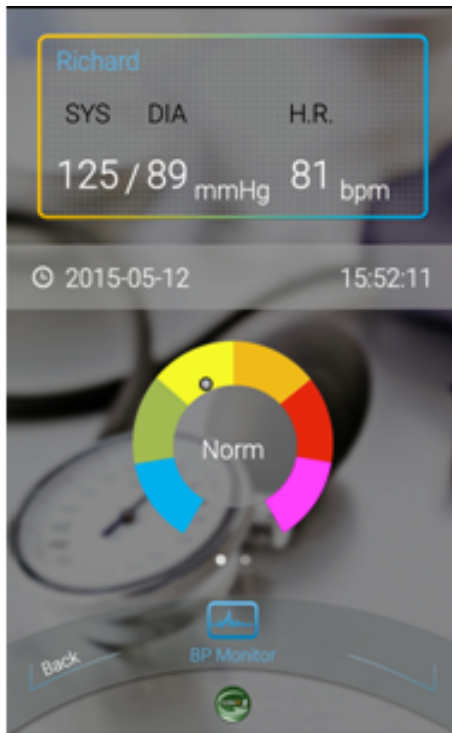 Richard
SYS DIA H.R.
125 / 89 mmHg 81 bpm
2015-05-12 15:52:11
Norm
Back
BP Monitor